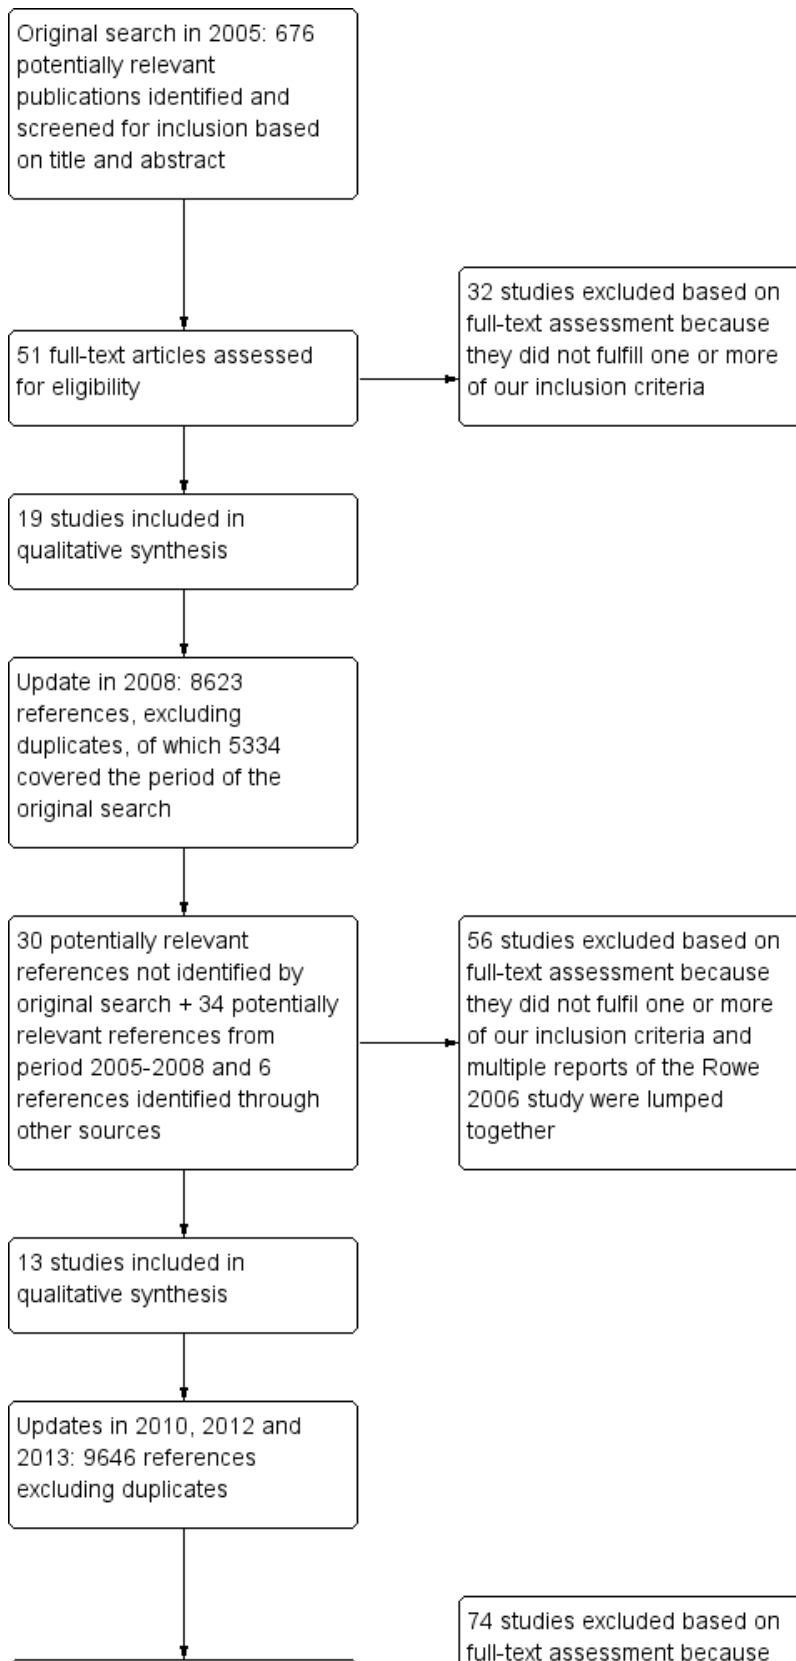 Original search in 2005: 676
potentially relevant
publications identified and
screened for inclusion based
on title and abstract
32 studies excluded based on
full-text assessment because
they did not fulfill one or more
of our inclusion criteria
51 full-text articles assessed
for eligibility
19 studies included in
qualitative synthesis
Update in 2008: 8623
references, excluding
duplicates, of which 5334
covered the period of the
original search
30 potentially relevant
references not identified by
original search + 34 potentially
relevant references from
period 2005-2008 and 6
references identified through
other sources
56 studies excluded based on
full-text assessment because
they did not fulfil one or more
of our inclusion criteria and
multiple reports of the Rowe
2006 study were lumped
together
13 studies included in
qualitative synthesis
Updates in 2010, 2012 and
2013: 9646 references
excluding duplicates
74 studies excluded based on
full-text assessment because